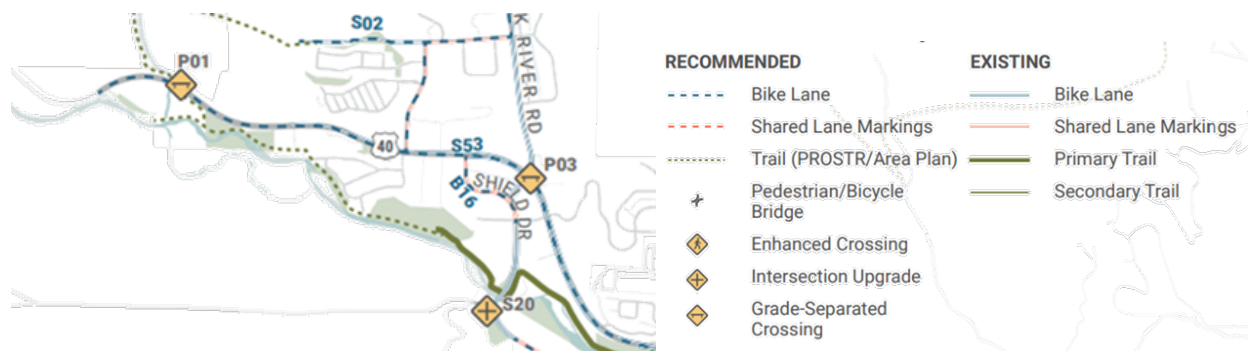 S02
P01
K RIVER RD
40
S53
P03
SHIELD DR
B16
S20
RECOMMENDED
Bike Lane
Shared Lane Markings
Trail (PROSTR/Area Plan)
Pedestrian/Bicycle
Bridge
Enhanced Crossing
Intersection Upgrade
Grade-Separated
Crossing
EXISTING
Bike Lane
Shared Lane Markings
Primary Trail
Secondary Trail